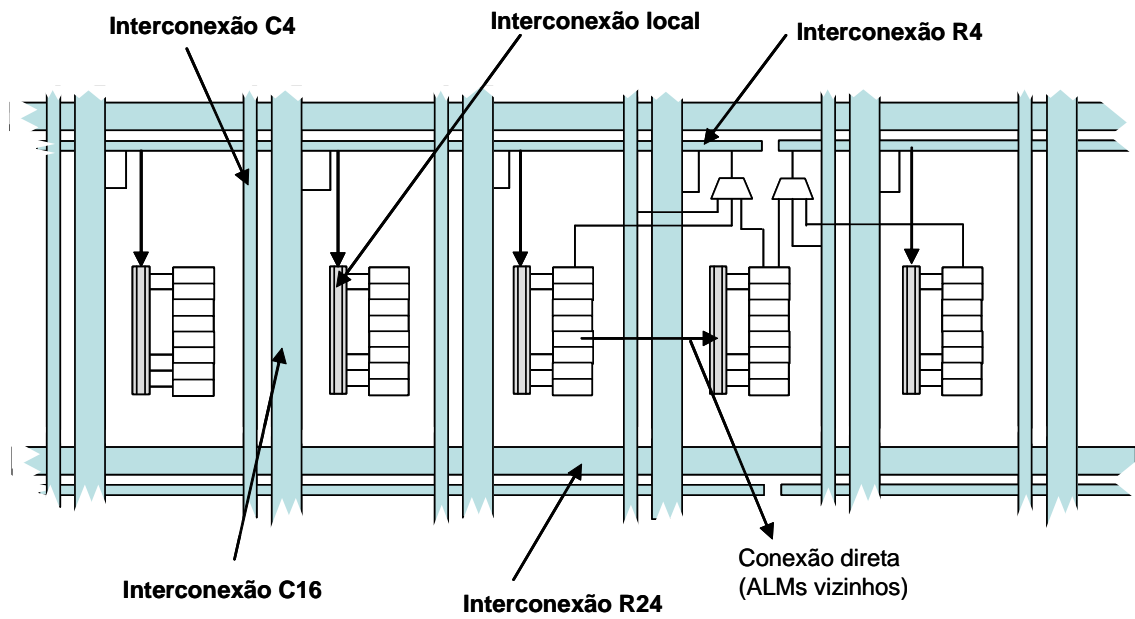 Interconexão C4
Interconexão local
Interconexão R4
Conexão direta
(ALMs vizinhos)
Interconexão C16
Interconexão R24